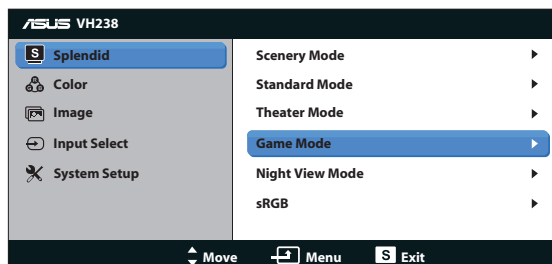 ASUS VH238
S Splendid
Color
Image
Input Select
System Setup
Scenery Mode
Standard Mode
Theater Mode
Game Mode
Night View Mode
sRGB
Move Menu S Exit